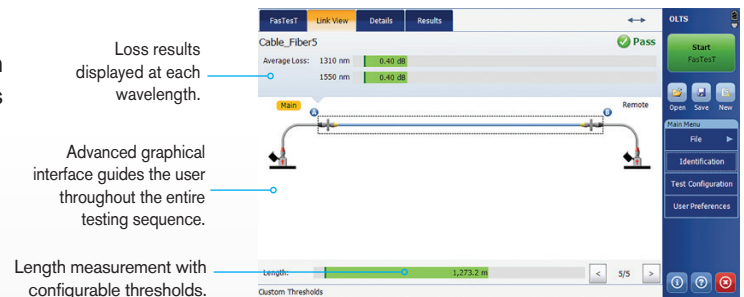 n
s
Loss results
displayed at each
wavelength.
Advanced graphical
interface guides the user
throughout the entire
testing sequence.
Length measurement with
configurable thresholds.
FasTesT Link View Details Results
Cable_Fiber5 Pass
Average Loss: 1310 nm 0.40 dB
1550 nm 0.40 dB
Main A B Remote
Length: 1,273.2 m < 5/5 >
Custom Thresholds
OLTS
Start
FasTesT
Open Save New
Main Menu
File
Identification
Test Configuration
User Preferences